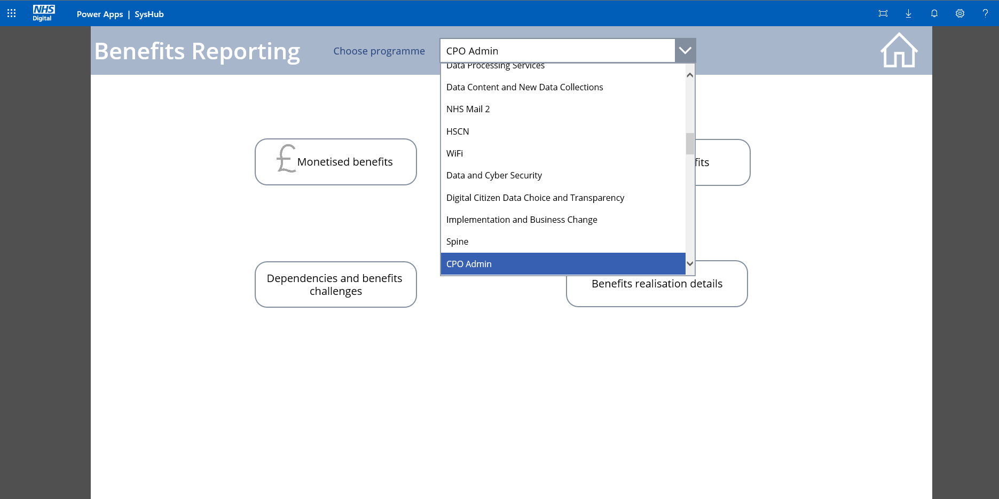 NHS
Digital
Power Apps | SysHub
?
Benefits Reporting
Choose programme
CPO Admin
Data Processing Services
Data Content and New Data Collections
NHS Mail 2
HSCN
WiFi
Data and Cyber Security
Digital Citizen Data Choice and Transparency
Implementation and Business Change
Spine
CPO Admin
£ Monetised benefits
fits
Dependencies and benefits
challenges
Benefits realisation details